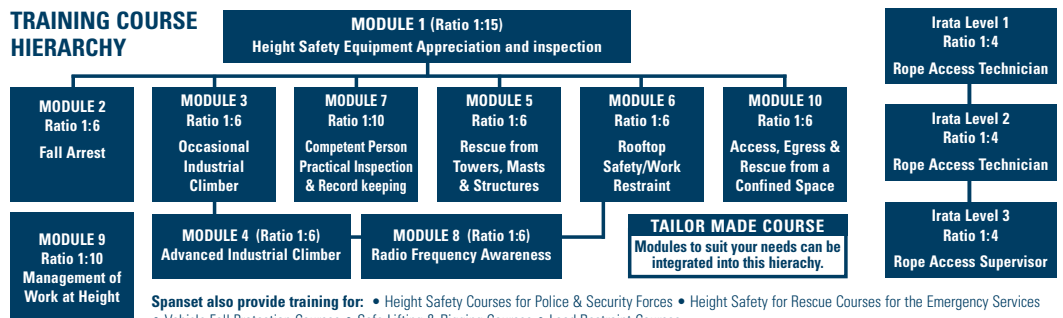 TRAINING COURSE
HIERARCHY
MODULE 1 (Ratio 1:15)
Height Safety Equipment Appreciation and inspection
MODULE 2
Ratio 1:6
Fall Arrest
MODULE 3
Ratio 1:6
Occasional
Industrial
Climber
MODULE 7
Ratio 1:10
Competent Person
Practical Inspection
& Record keeping
MODULE 5
Ratio 1:6
Rescue from
Towers, Masts
& Structures
MODULE 6
Ratio 1:6
Rooftop
Safety/Work
Restraint
MODULE 10
Ratio 1:6
Access, Egress &
Rescue from a
Confined Space
MODULE 9
Ratio 1:10
Management of
Work at Height
MODULE 4 (Ratio 1:6)
Advanced Industrial Climber
MODULE 8 (Ratio 1:6)
Radio Frequency Awareness
TAILOR MADE COURSE
Modules to suit your needs can be
integrated into this hierachy.
Irata Level 1
Ratio 1:4
Rope Access Technician
Irata Level 2
Ratio 1:4
Rope Access Technician
Irata Level 3
Ratio 1:4
Rope Access Supervisor
Spanset also provide training for: • Height Safety Courses for Police & Security Forces • Height Safety for Rescue Courses for the Emergency Services